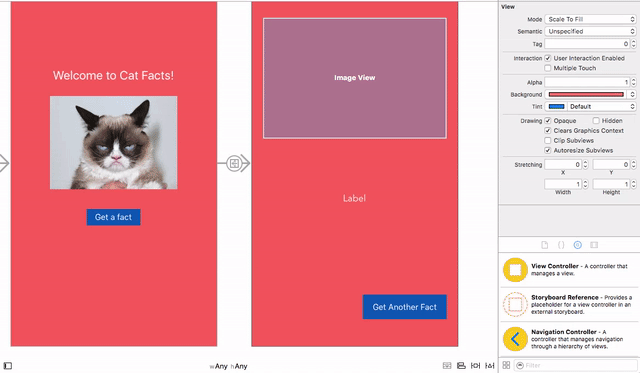 Welcome to Cat Facts!
Get a fact
Image View
Label
Get Another Fact
wAny hAny
View
Mode Scale To Fill
Semantic Unspecified
Tag 0
Interaction User Interaction Enabled
Multiple Touch
Alpha 1
Background
Tint Default
Drawing Opaque Hidden
Clears Graphics Context
Clip Subviews
Autoresize Subviews
Stretching 0 0
X Y
1 1
Width Height
View Controller - A controller that
manages a view.
Storyboard Reference - Provides a
placeholder for a view controller in an
external storyboard.
Navigation Controller - A
controller that manages navigation
through a hierarchy of views.
Filter